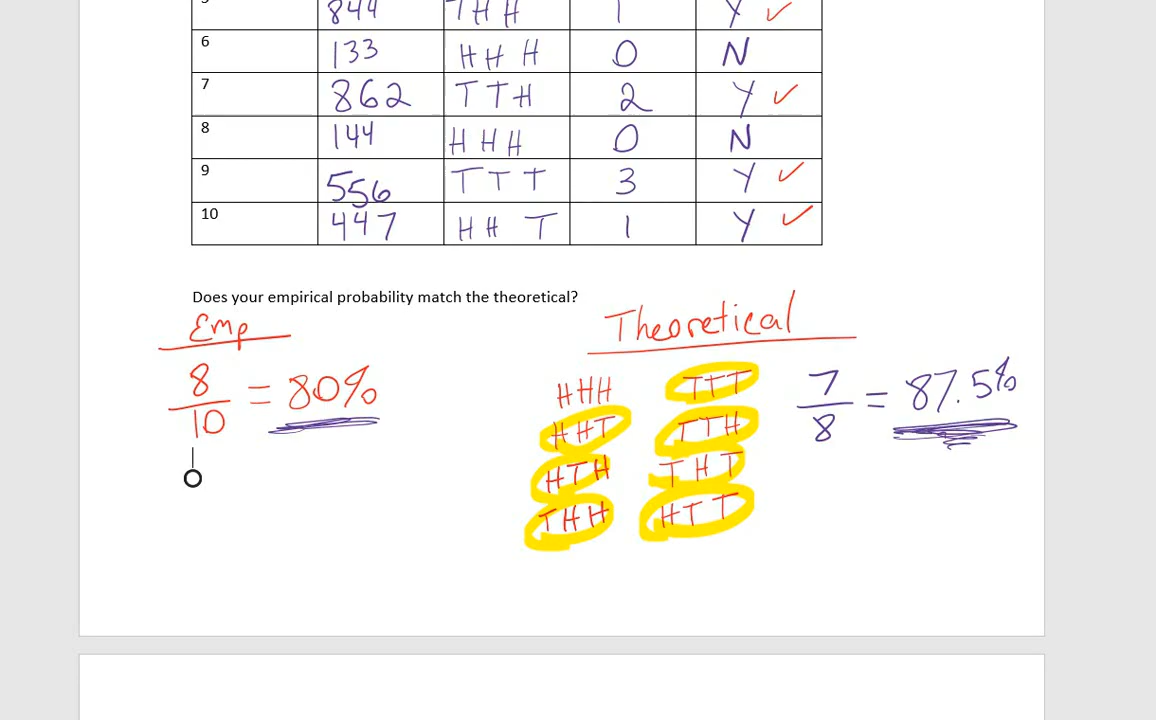 844 THH 1 Y ✓
6 133 HHH 0 N
7 862 TTH 2 Y ✓
8 144 HHH 0 N
9 556 TTT 3 Y ✓
10 447 HHT 1 Y ✓
Does your empirical probability match the theoretical?
Emp Theoretical
8/10 = 80%
HHH TTT 7/8 = 87.5%
HHT TTH
HTH THT
THH HTT